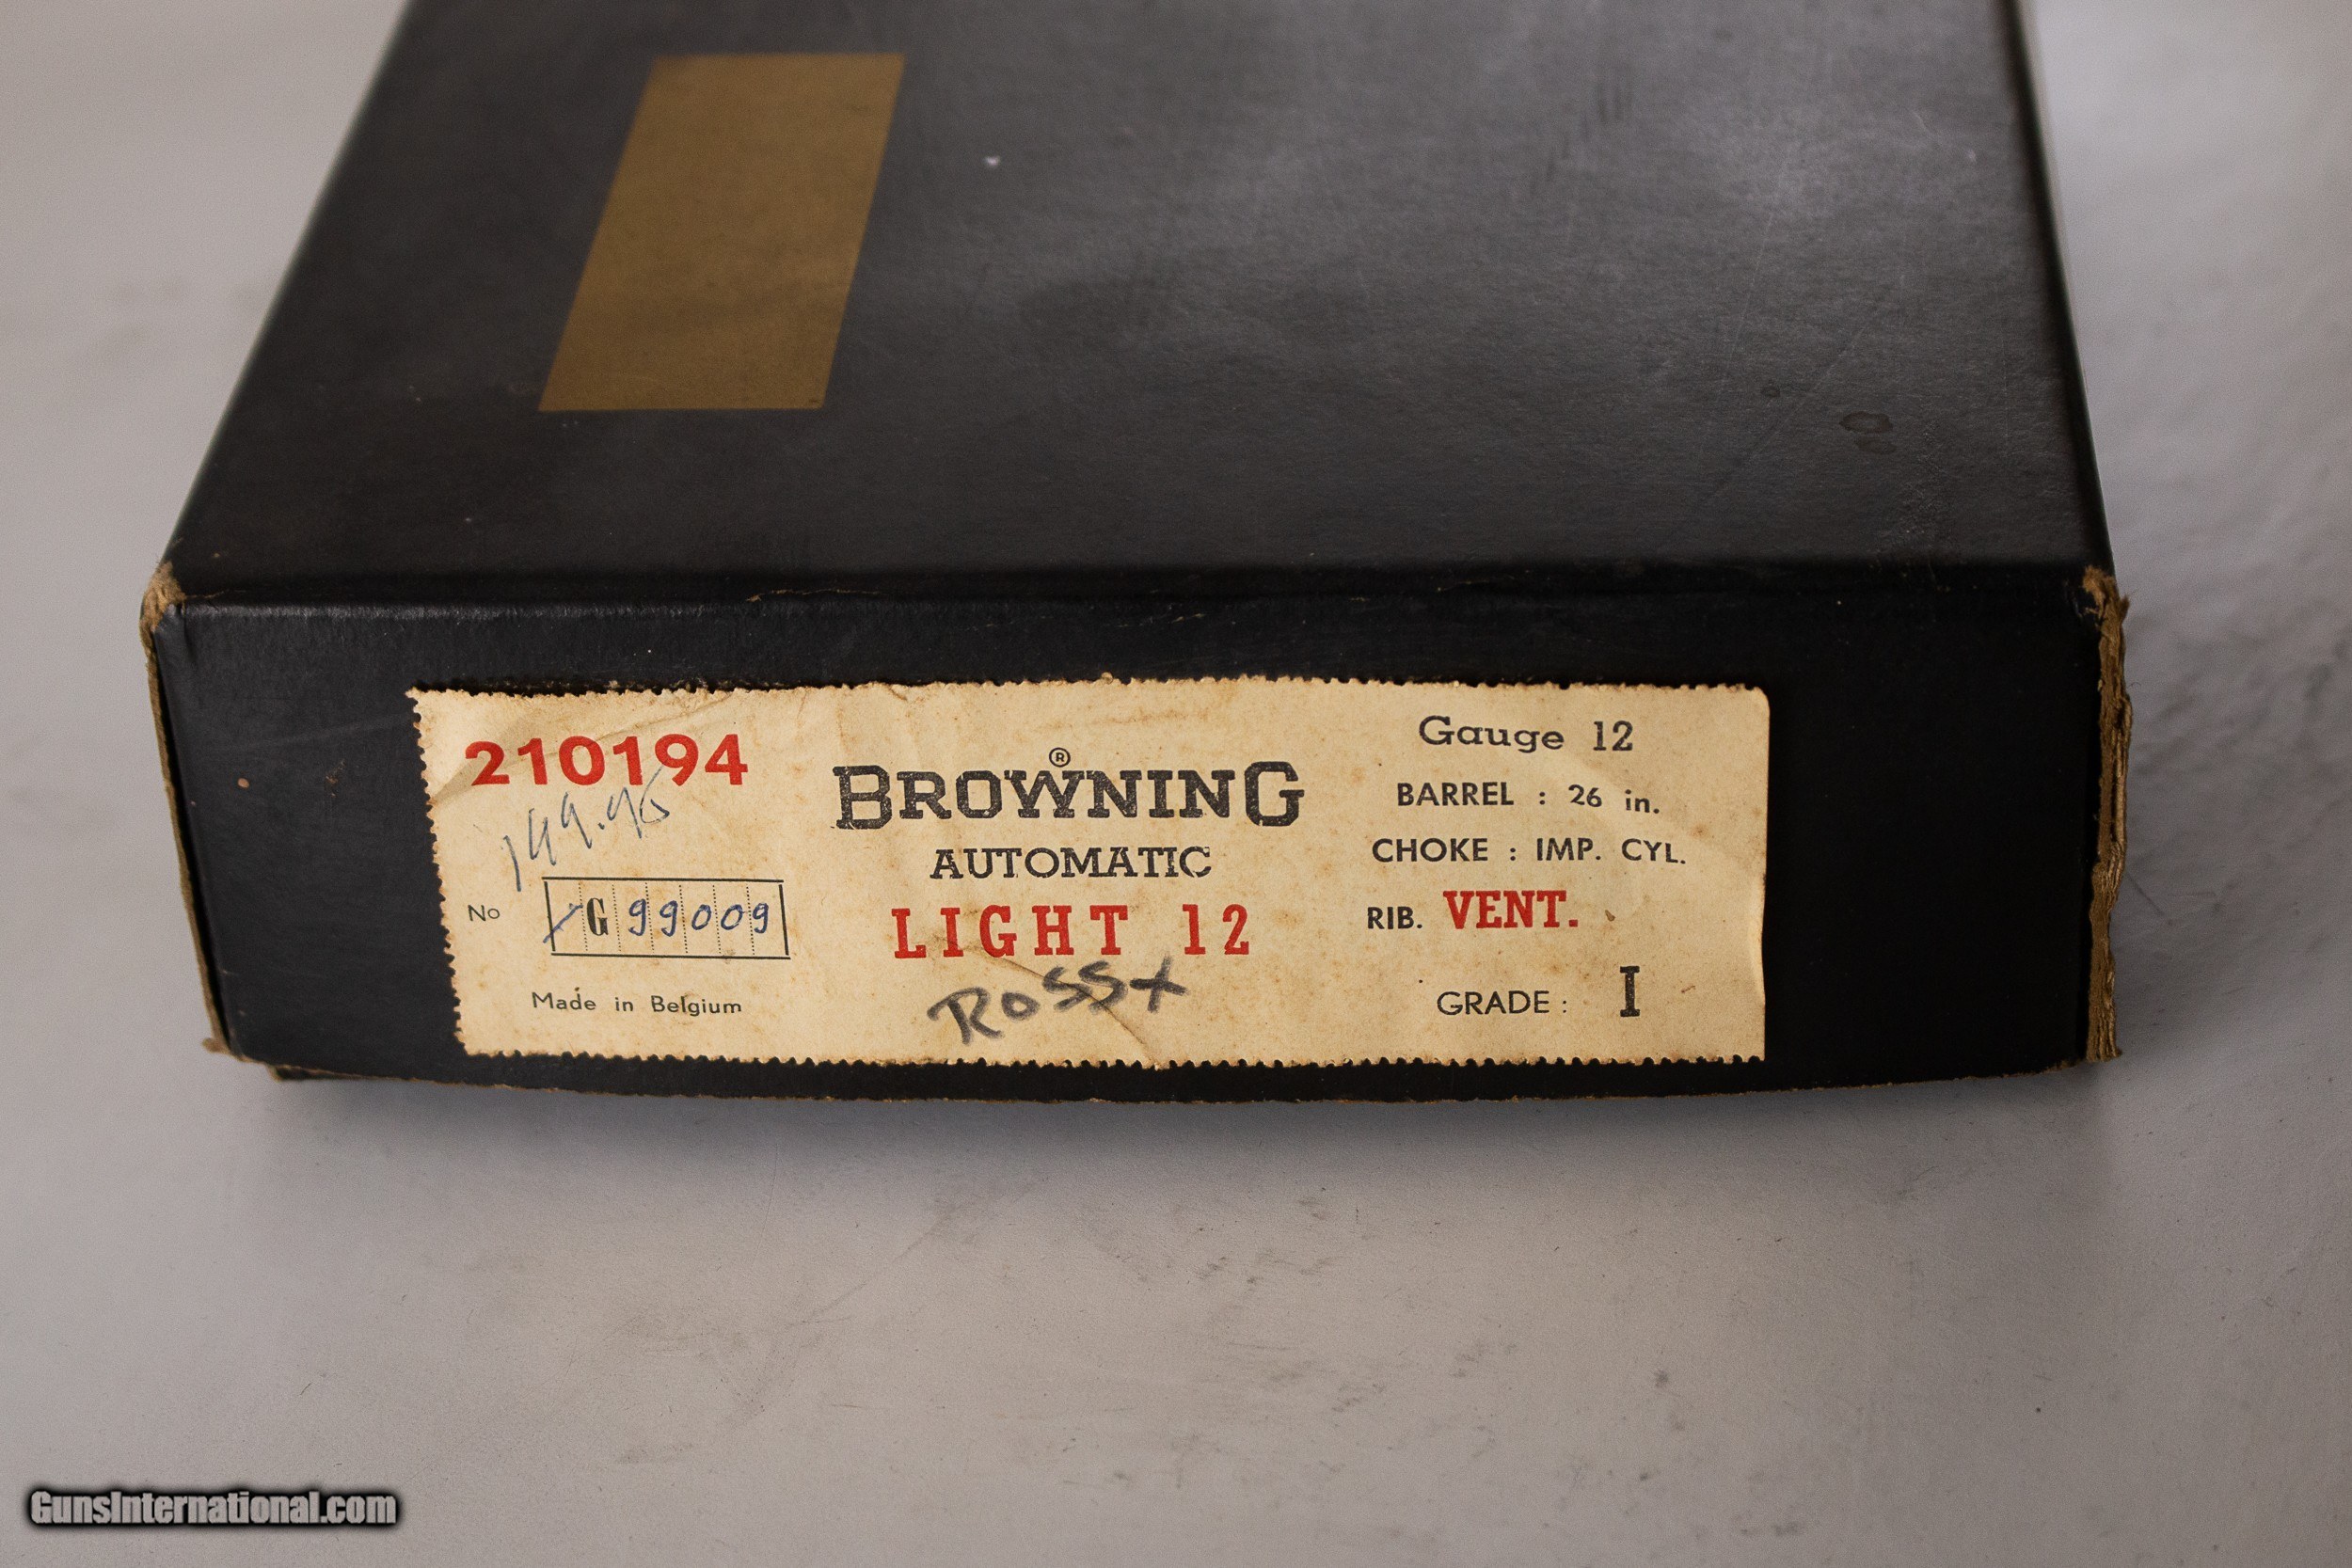 210194
149.95
No G 99009
Made in Belgium
BROWNING ®
AUTOMATIC
LIGHT 12
ROSSX
Gauge 12
BARREL : 26 in.
CHOKE : IMP. CYL.
RIB. VENT.
GRADE : I
GunsInternational.com